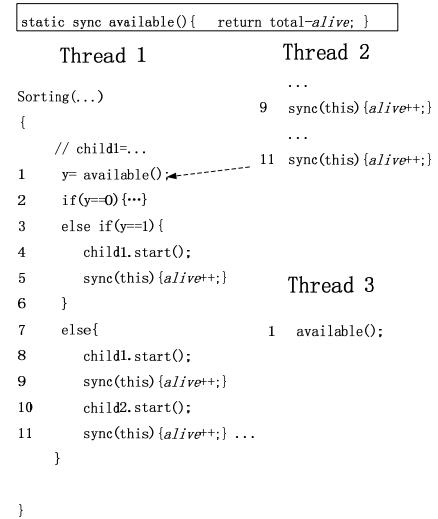 static sync available(){   return total-alive; }
Thread 1
Sorting(...)
{
// child1=...
1 y= available();
2 if(y==0){…}
3 else if(y==1){
4 child1.start();
5 sync(this){alive++;}
6 }
7 else{
8 child1.start();
9 sync(this){alive++;}
10 child2.start();
11 sync(this){alive++;} ...
}
}
Thread 2
...
9 sync(this){alive++;}
...
11 sync(this){alive++;}
Thread 3
1 available();